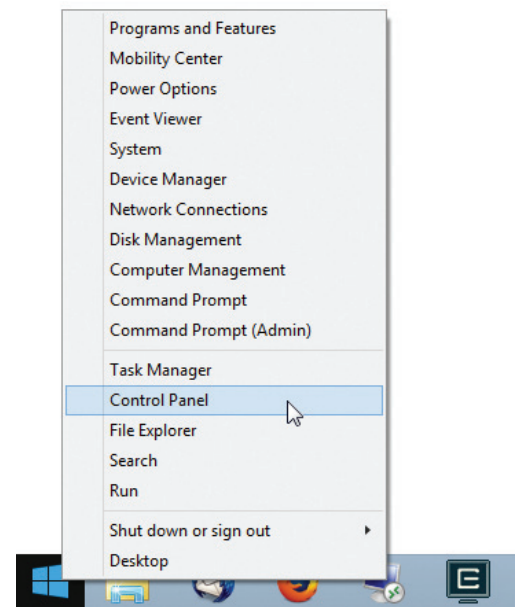 Programs and Features
Mobility Center
Power Options
Event Viewer
System
Device Manager
Network Connections
Disk Management
Computer Management
Command Prompt
Command Prompt (Admin)
Task Manager
Control Panel
File Explorer
Search
Run
Shut down or sign out
Desktop